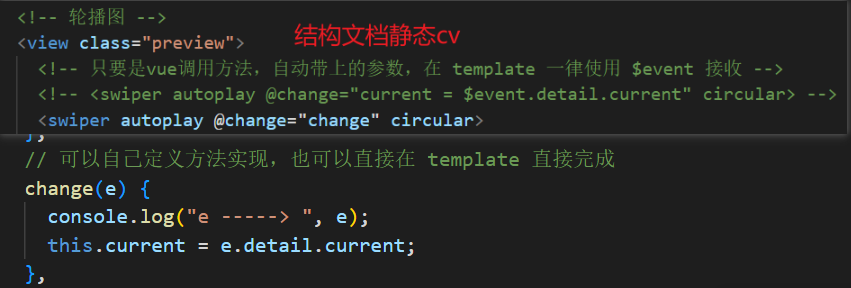 <!-- 轮播图 -->
<view class="preview">
结构文档静态cv
<!-- 只要是vue调用方法，自动带上的参数，在 template 一律使用 $event 接收 -->
<!-- <swiper autoplay @change="current = $event.detail.current" circular> -->
<swiper autoplay @change="change" circular>
},
// 可以自己定义方法实现，也可以直接在 template 直接完成
change(e) {
console.log("e -----> ", e);
this.current = e.detail.current;
},